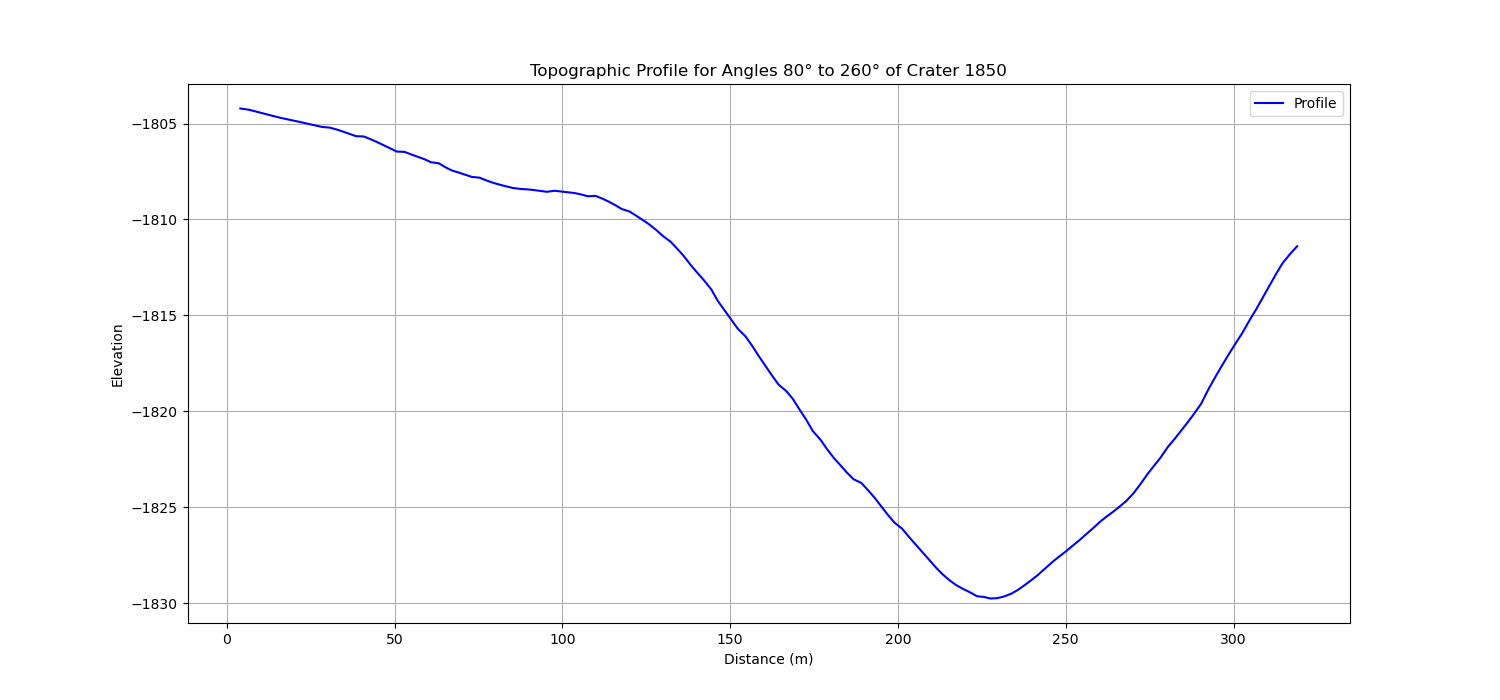 Topographic Profile for Angles 80° to 260° of Crater 1850
Profile
−1805
−1810
−1815
−1820
−1825
−1830
Elevation
0 50 100 150 200 250 300
Distance (m)